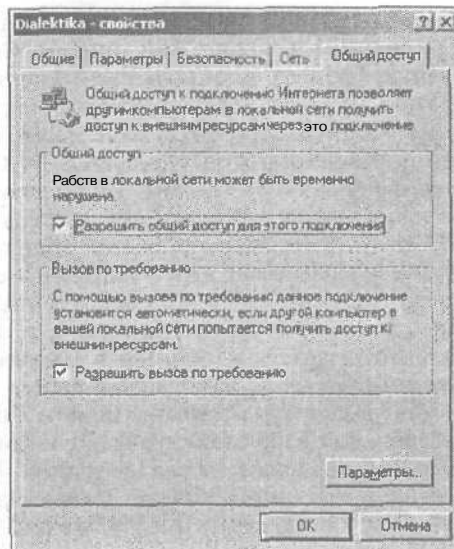 Dialektika - свойства
Общие Параметры Безопасность Сеть Общий доступ
Общий доступ к подключению Интернета позволяет
другим компьютерам в локальной сети получить
доступ к внешним ресурсам через это подключение
Общий доступ
Рабств в локальной сети может быть временно
нарушена.
Разрешить общий доступ для этого подключения
Вызов по требованию
С помощью вызова по требованию данное подключение
установится автоматически, если другой компьютер в
вашей локальной сети попытается получить доступ к
внешним ресурсам.
Разрешить вызов по требованию
Параметры...
OK Отмена